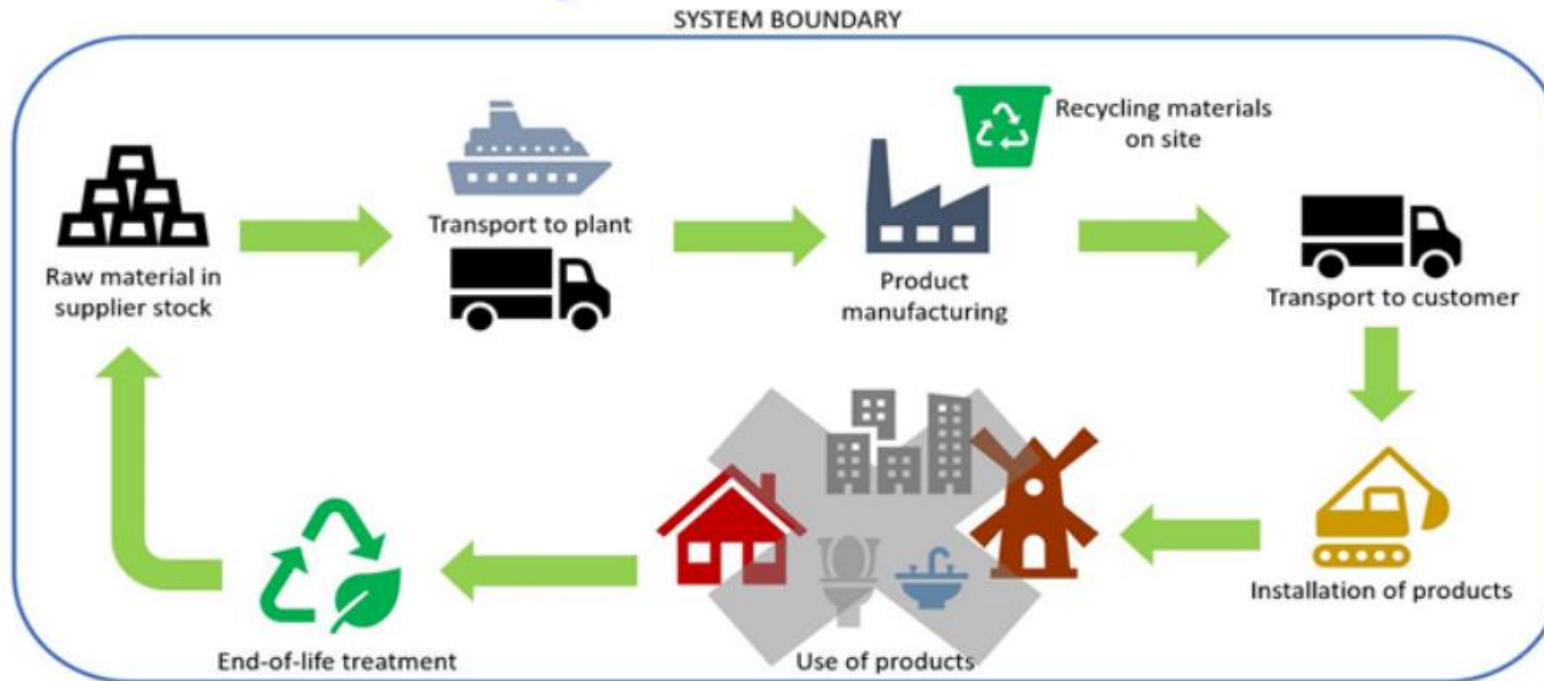 SYSTEM BOUNDARY
Recycling materials
on site
Transport to plant
Raw material in
supplier stock
Product
manufacturing
Transport to customer
Installation of products
Use of products
End-of-life treatment